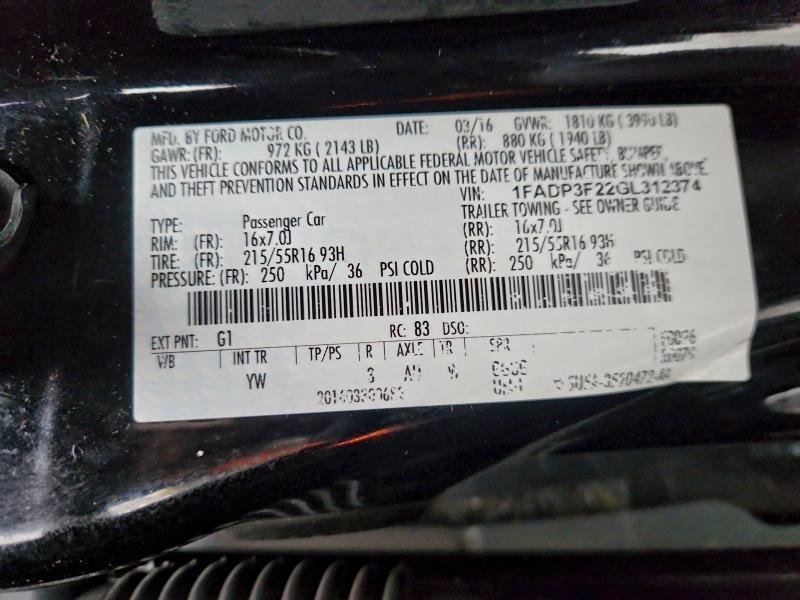 MFD. BY FORD MOTOR CO. DATE: 03/16 GVWR: 1810 KG ( 3990 LB)
GAWR: (FR): 972 KG ( 2143 LB) (RR): 880 KG ( 1940 LB)
THIS VEHICLE CONFORMS TO ALL APPLICABLE FEDERAL MOTOR VEHICLE SAFETY, BUMPER,
AND THEFT PREVENTION STANDARDS IN EFFECT ON THE DATE OF MANUFACTURE SHOWN ABOVE.
VIN: 1FADP3F22GL312374
TYPE: Passenger Car TRAILER TOWING - SEE OWNER GUIDE
RIM: (FR): 16x7.0J (RR): 16x7.0J
TIRE: (FR): 215/55R16 93H (RR): 215/55R16 93H
PRESSURE: (FR): 250 kPa/ 36 PSI COLD (RR): 250 kPa/ 36 PSI COLD
EXT PNT: G1 RC: 83 DSO:
WB INT TR TP/PS R AXLE TR SPR
YW 3